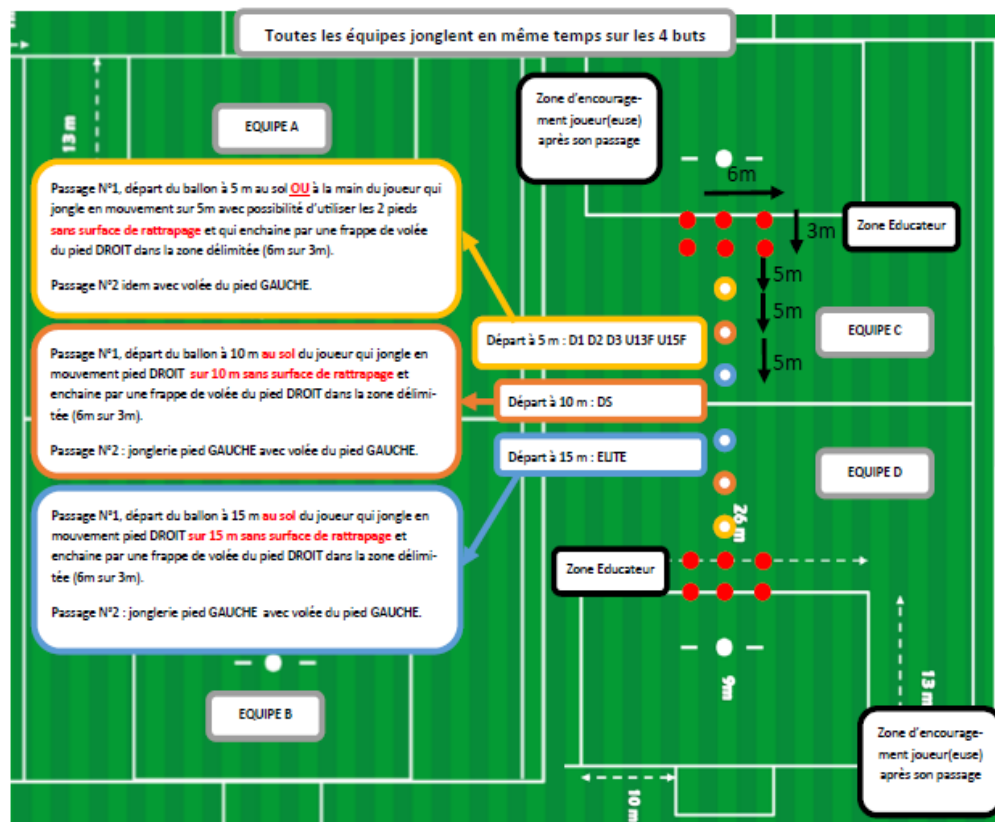 Toutes les équipes jonglent en même temps sur les 4 buts
13 m
EQUIPE A
Zone d'encourage-
ment joueur(euse)
après son passage
6m
3m
Zone Educateur
5m
5m
5m
EQUIPE C
Passage N°1, départ du ballon à 5 m au sol OU à la main du joueur qui
jongle en mouvement sur 5m avec possibilité d'utiliser les 2 pieds
sans surface de rattrapage et qui enchaine par une frappe de volée
du pied DROIT dans la zone délimitée (6m sur 3m).
Passage N°2 idem avec volée du pied GAUCHE.
Départ à 5 m : D1 D2 D3 U13F U15F
Passage N°1, départ du ballon à 10 m au sol du joueur qui jongle en
mouvement pied DROIT sur 10 m sans surface de rattrapage et
enchaine par une frappe de volée du pied DROIT dans la zone délimi-
tée (6m sur 3m).
Passage N°2 : jonglerie pied GAUCHE avec volée du pied GAUCHE.
Départ à 10 m : DS
Départ à 15 m : ELITE
EQUIPE D
Passage N°1, départ du ballon à 15 m au sol du joueur qui jongle en
mouvement pied DROIT sur 15 m sans surface de rattrapage et
enchaine par une frappe de volée du pied DROIT dans la zone délimi-
tée (6m sur 3m).
Passage N°2 : jonglerie pied GAUCHE avec volée du pied GAUCHE.
26 m
Zone Educateur
9m
13 m
EQUIPE B
Zone d'encourage-
ment joueur(euse)
après son passage
10 m